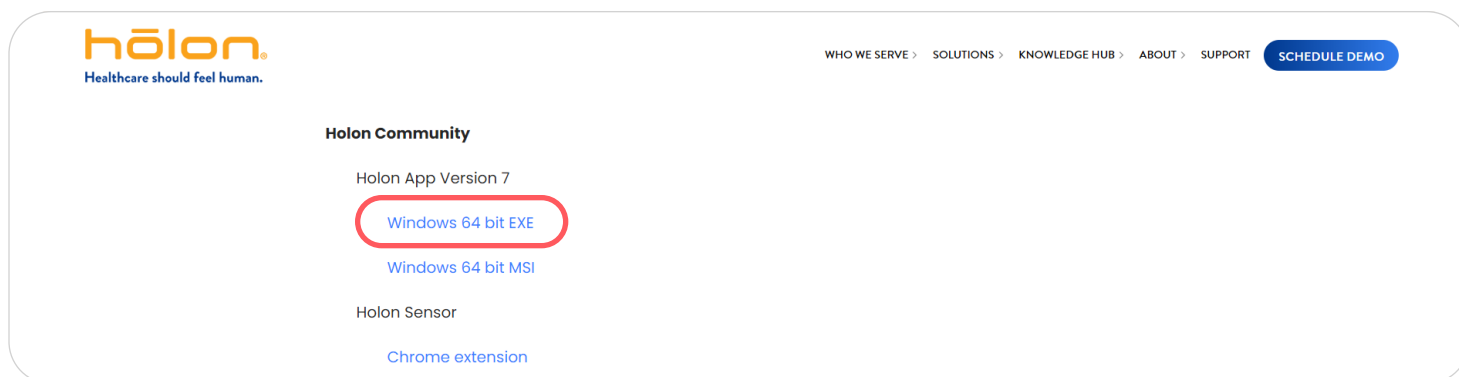 hōlon®
Healthcare should feel human.
WHO WE SERVE > SOLUTIONS > KNOWLEDGE HUB > ABOUT > SUPPORT SCHEDULE DEMO
Holon Community
Holon App Version 7
Windows 64 bit EXE
Windows 64 bit MSI
Holon Sensor
Chrome extension